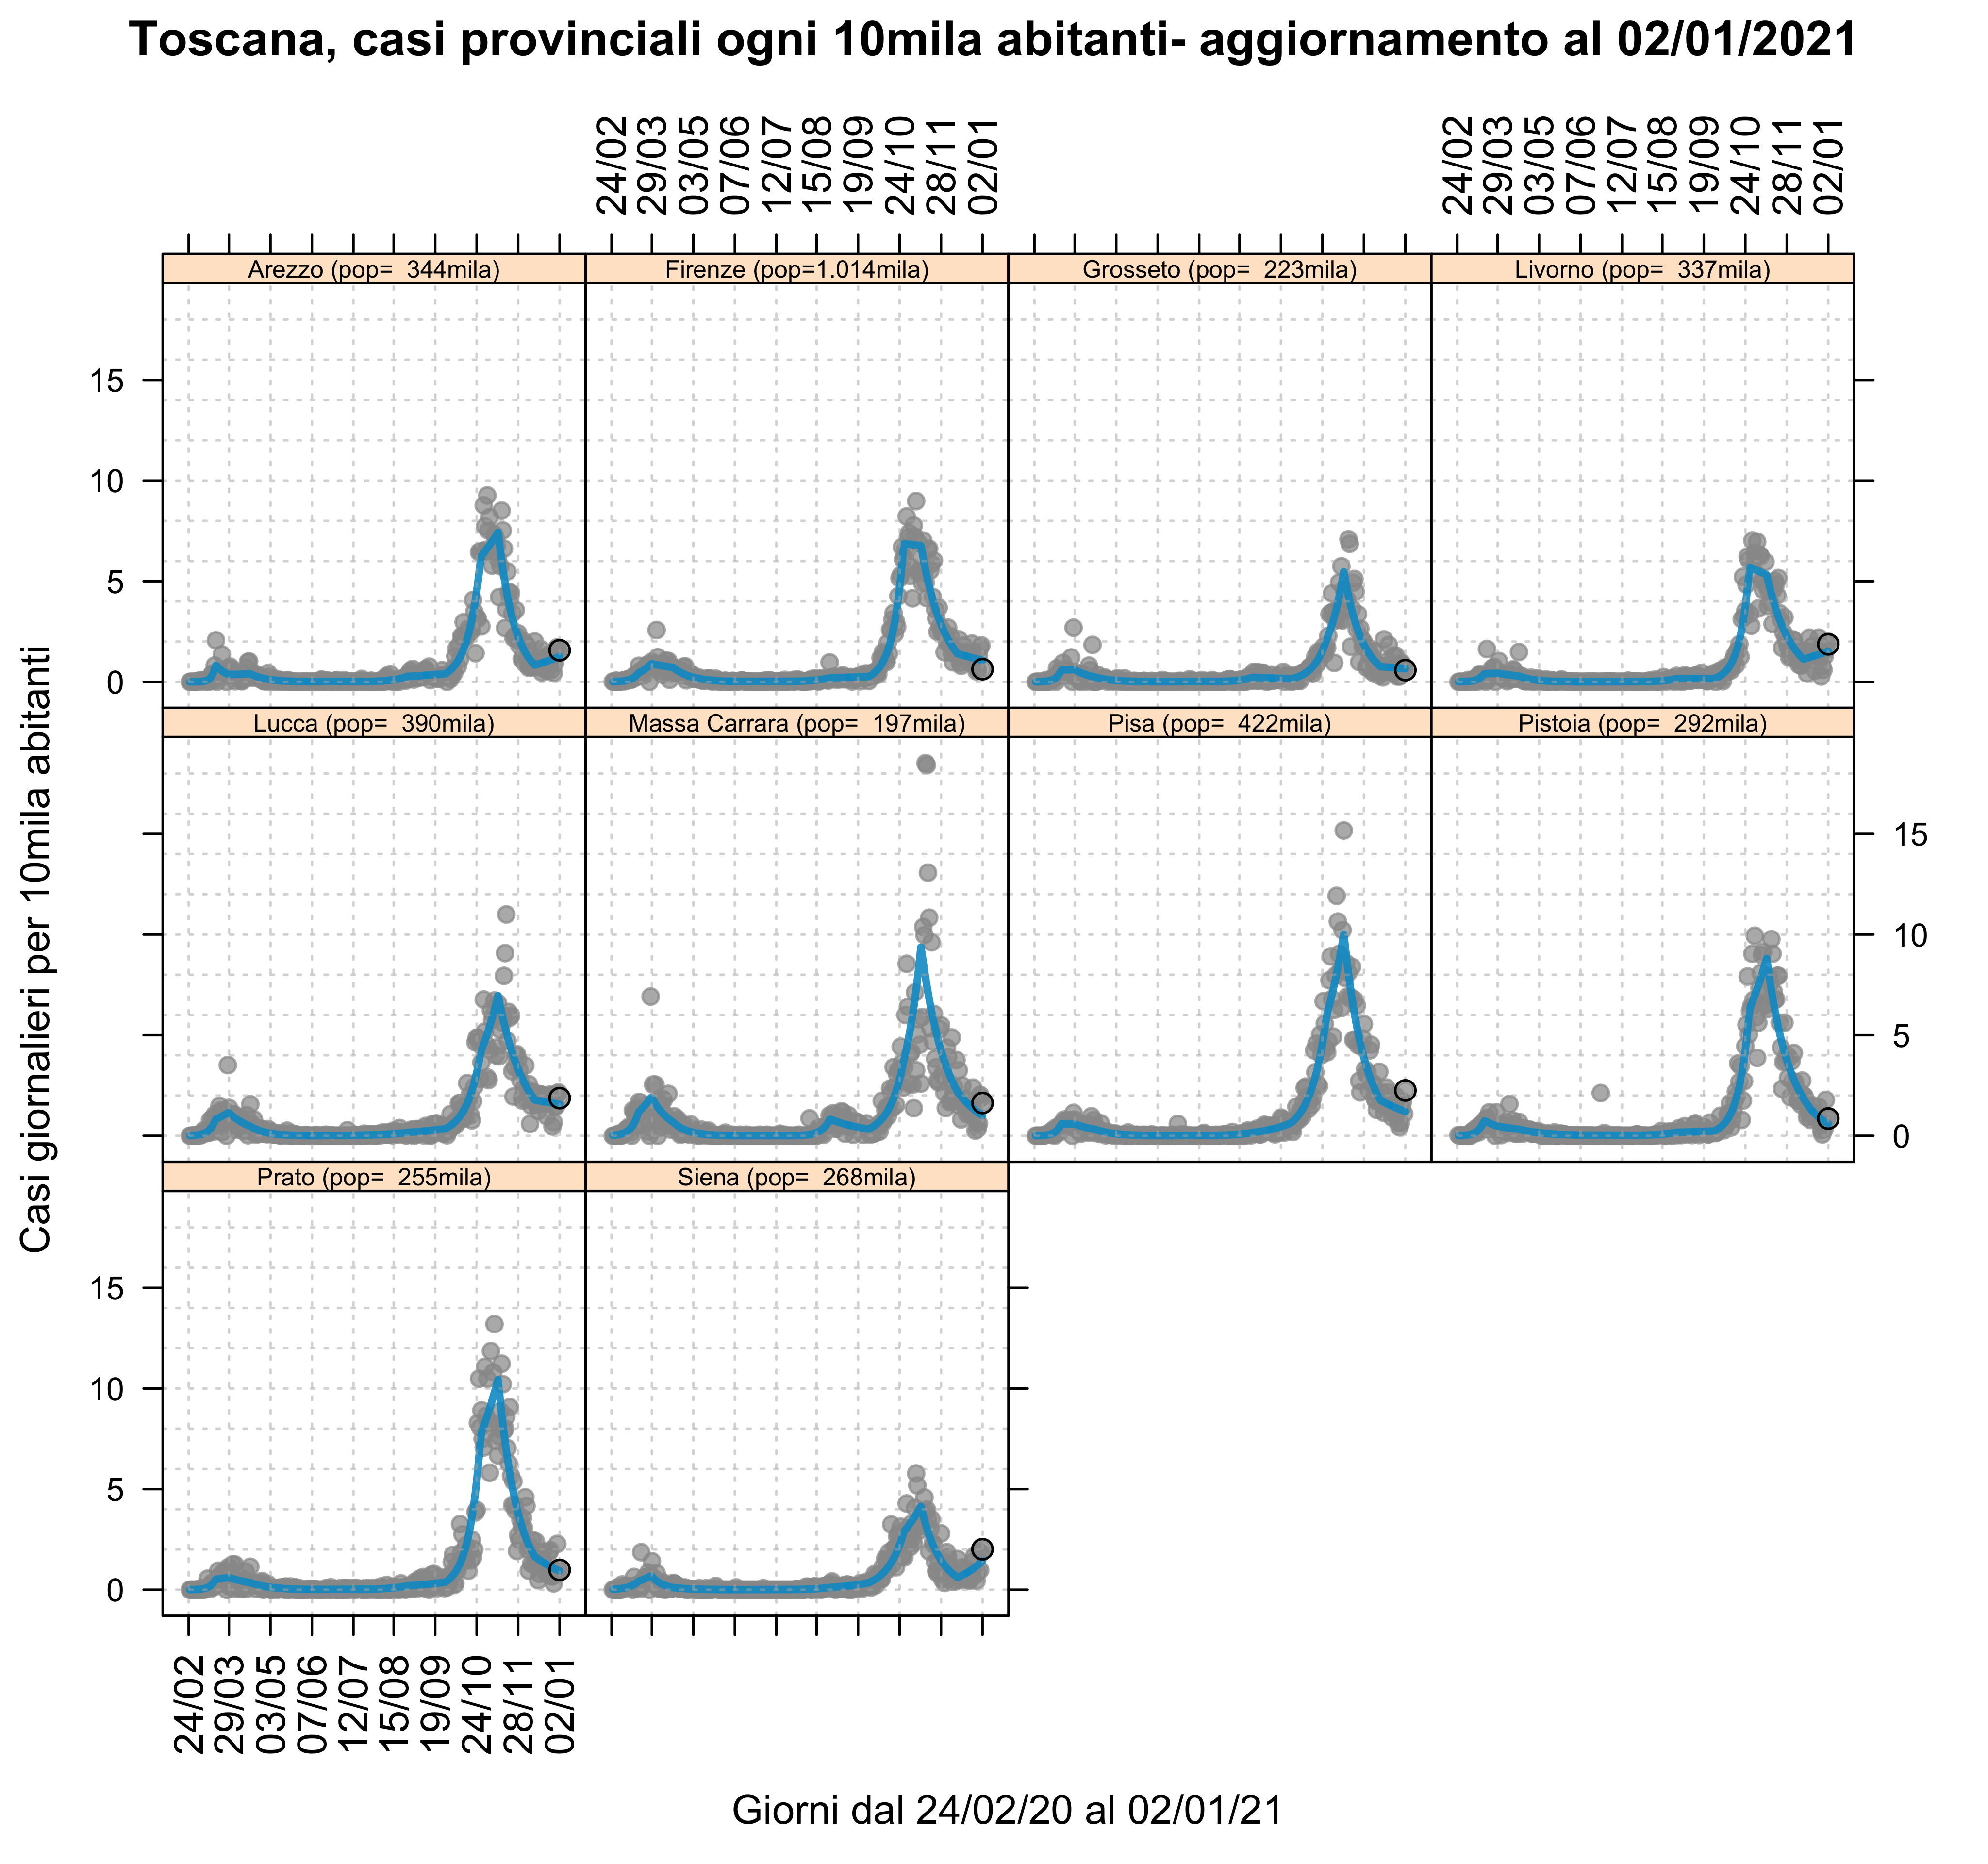 Toscana, casi provinciali ogni 10mila abitanti- aggiornamento al 02/01/2021
24/02 29/03 03/05 07/06 12/07 15/08 19/09 24/10 28/11 02/01
24/02 29/03 03/05 07/06 12/07 15/08 19/09 24/10 28/11 02/01
Arezzo (pop=  344mila)
Firenze (pop=1.014mila)
Grosseto (pop=  223mila)
Livorno (pop=  337mila)
15
10
5
0
Casi giornalieri per 10mila abitanti
Lucca (pop=  390mila)
Massa Carrara (pop=  197mila)
Pisa (pop=  422mila)
Pistoia (pop=  292mila)
15
10
5
0
Prato (pop=  255mila)
Siena (pop=  268mila)
15
10
5
0
24/02 29/03 03/05 07/06 12/07 15/08 19/09 24/10 28/11 02/01
Giorni dal 24/02/20 al 02/01/21